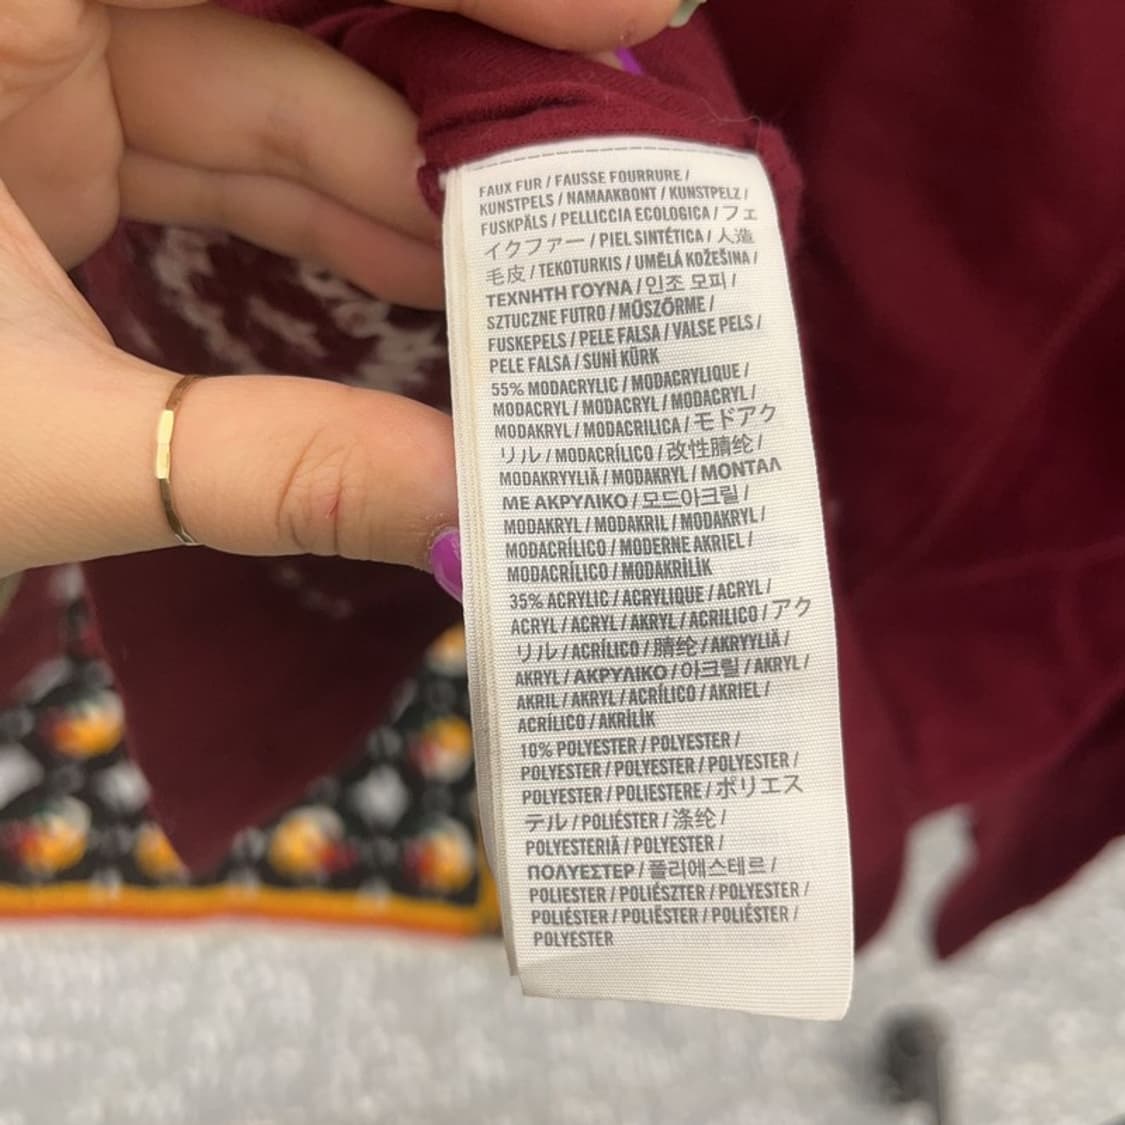 FAUX FUR / FAUSSE FOURRURE /
KUNSTPELS / NAMAAKBONT / KUNSTPELZ /
FUSKPÄLS / PELLICCIA ECOLOGICA / フェ
イクファー / PIEL SINTÉTICA / 人造
毛皮 / TEKOTURKIS / UMĚLÁ KOŽEŠINA /
ΤΕΧΝΗΤΗ ΓΟΥΝΑ / 인조 모피 /
SZTUCZNE FUTRO / MŰSZŐRME /
FUSKEPELS / PELE FALSA / VALSE PELS /
PELE FALSA / SUNİ KÜRK
55% MODACRYLIC / MODACRYLIQUE /
MODACRYL / MODACRYL / MODACRYL /
MODAKRYL / MODACRILICA / モドアク
リル / MODACRÍLICO / 改性腈纶 /
MODAKRYYLIÄ / MODAKRYL / ΜΟΝΤΑΛ
ΜΕ ΑΚΡΥΛΙΚΟ / 모드아크릴 /
MODAKRYL / MODAKRIL / MODAKRYL /
MODACRÍLICO / MODERNE AKRIEL /
MODACRÍLICO / MODAKRİLİK
35% ACRYLIC / ACRYLIQUE / ACRYL /
ACRYL / ACRYL / AKRYL / ACRILICO / アク
リル / ACRÍLICO / 腈纶 / AKRYYLIÄ /
AKRYL / ΑΚΡΥΛΙΚΟ / 아크릴 / AKRYL /
AKRIL / AKRYL / ACRÍLICO / AKRIEL /
ACRÍLICO / AKRİLİK
10% POLYESTER / POLYESTER /
POLYESTER / POLYESTER / POLYESTER /
POLYESTER / POLIESTERE / ポリエス
テル / POLIÉSTER / 涤纶 /
POLYESTERIÄ / POLYESTER /
ΠΟΛΥΕΣΤΕΡ / 폴리에스테르 /
POLIESTER / POLIÉSZTER / POLYESTER /
POLIÉSTER / POLIËSTER / POLIÉSTER /
POLYESTER